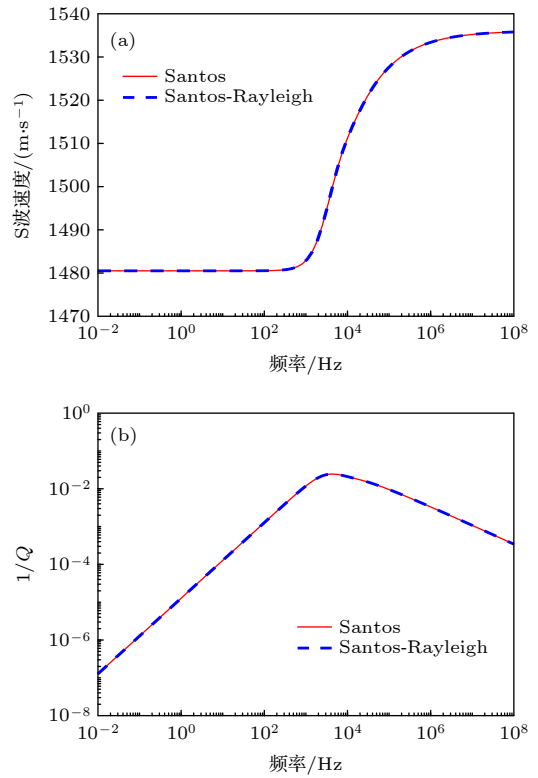 (a)
Santos
Santos-Rayleigh
S波速度/(m·s⁻¹)
1540
1530
1520
1510
1500
1490
1480
1470
10⁻² 10⁰ 10² 10⁴ 10⁶ 10⁸
频率/Hz
(b)
1/Q
10⁰
10⁻²
10⁻⁴
10⁻⁶
10⁻⁸
Santos
Santos-Rayleigh
10⁻² 10⁰ 10² 10⁴ 10⁶ 10⁸
频率/Hz